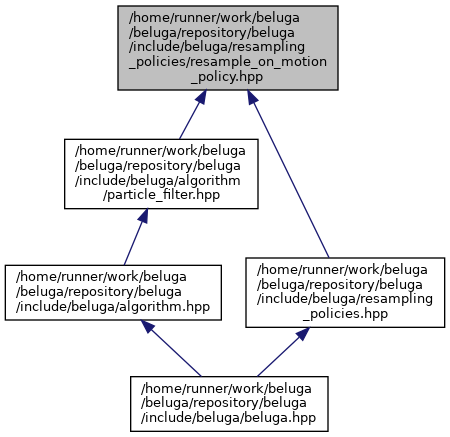 /home/runner/work/beluga
/beluga/repository/beluga
/include/beluga/resampling
_policies/resample_on_motion
_policy.hpp
/home/runner/work/beluga
/beluga/repository/beluga
/include/beluga/algorithm
/particle_filter.hpp
/home/runner/work/beluga
/beluga/repository/beluga
/include/beluga/algorithm.hpp
/home/runner/work/beluga
/beluga/repository/beluga
/include/beluga/resampling
_policies.hpp
/home/runner/work/beluga
/beluga/repository/beluga
/include/beluga/beluga.hpp